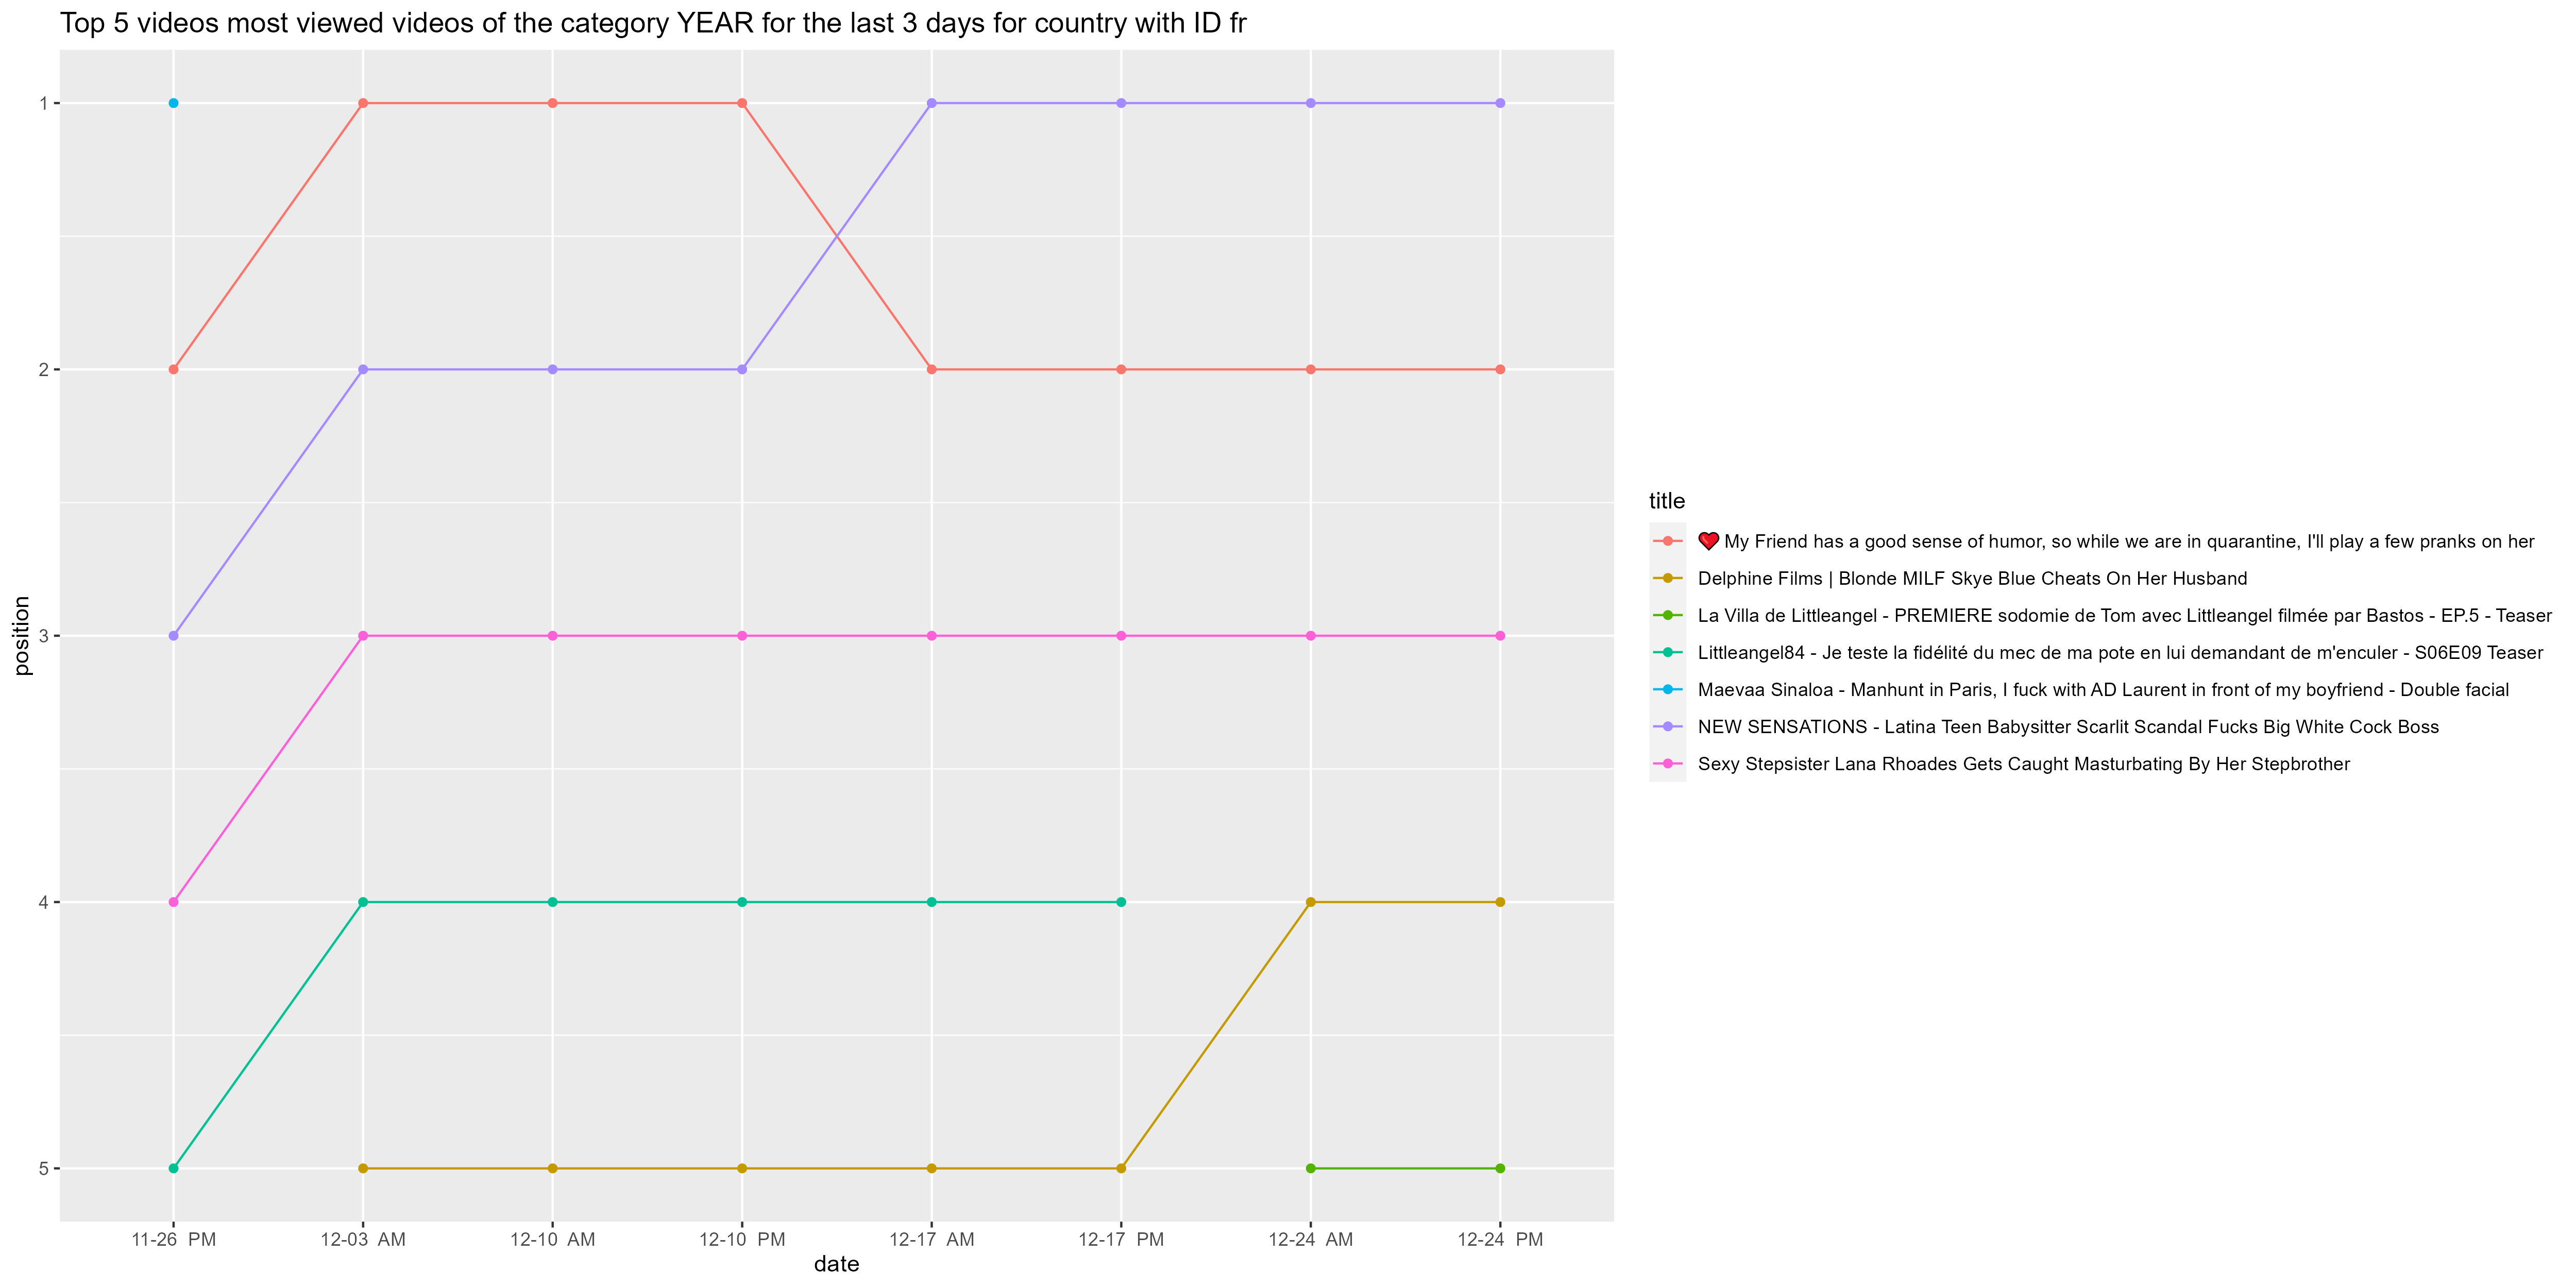 Top 5 videos most viewed videos of the category YEAR for the last 3 days for country with ID fr
1
2
3
4
5
position
11-26 PM
12-03 AM
12-10 AM
12-10 PM
12-17 AM
12-17 PM
12-24 AM
12-24 PM
date
title
❤️ My Friend has a good sense of humor, so while we are in quarantine, I'll play a few pranks on her
Delphine Films | Blonde MILF Skye Blue Cheats On Her Husband
La Villa de Littleangel - PREMIERE sodomie de Tom avec Littleangel filmée par Bastos - EP.5 - Teaser
Littleangel84 - Je teste la fidélité du mec de ma pote en lui demandant de m'enculer - S06E09 Teaser
Maevaa Sinaloa - Manhunt in Paris, I fuck with AD Laurent in front of my boyfriend - Double facial
NEW SENSATIONS - Latina Teen Babysitter Scarlit Scandal Fucks Big White Cock Boss
Sexy Stepsister Lana Rhoades Gets Caught Masturbating By Her Stepbrother